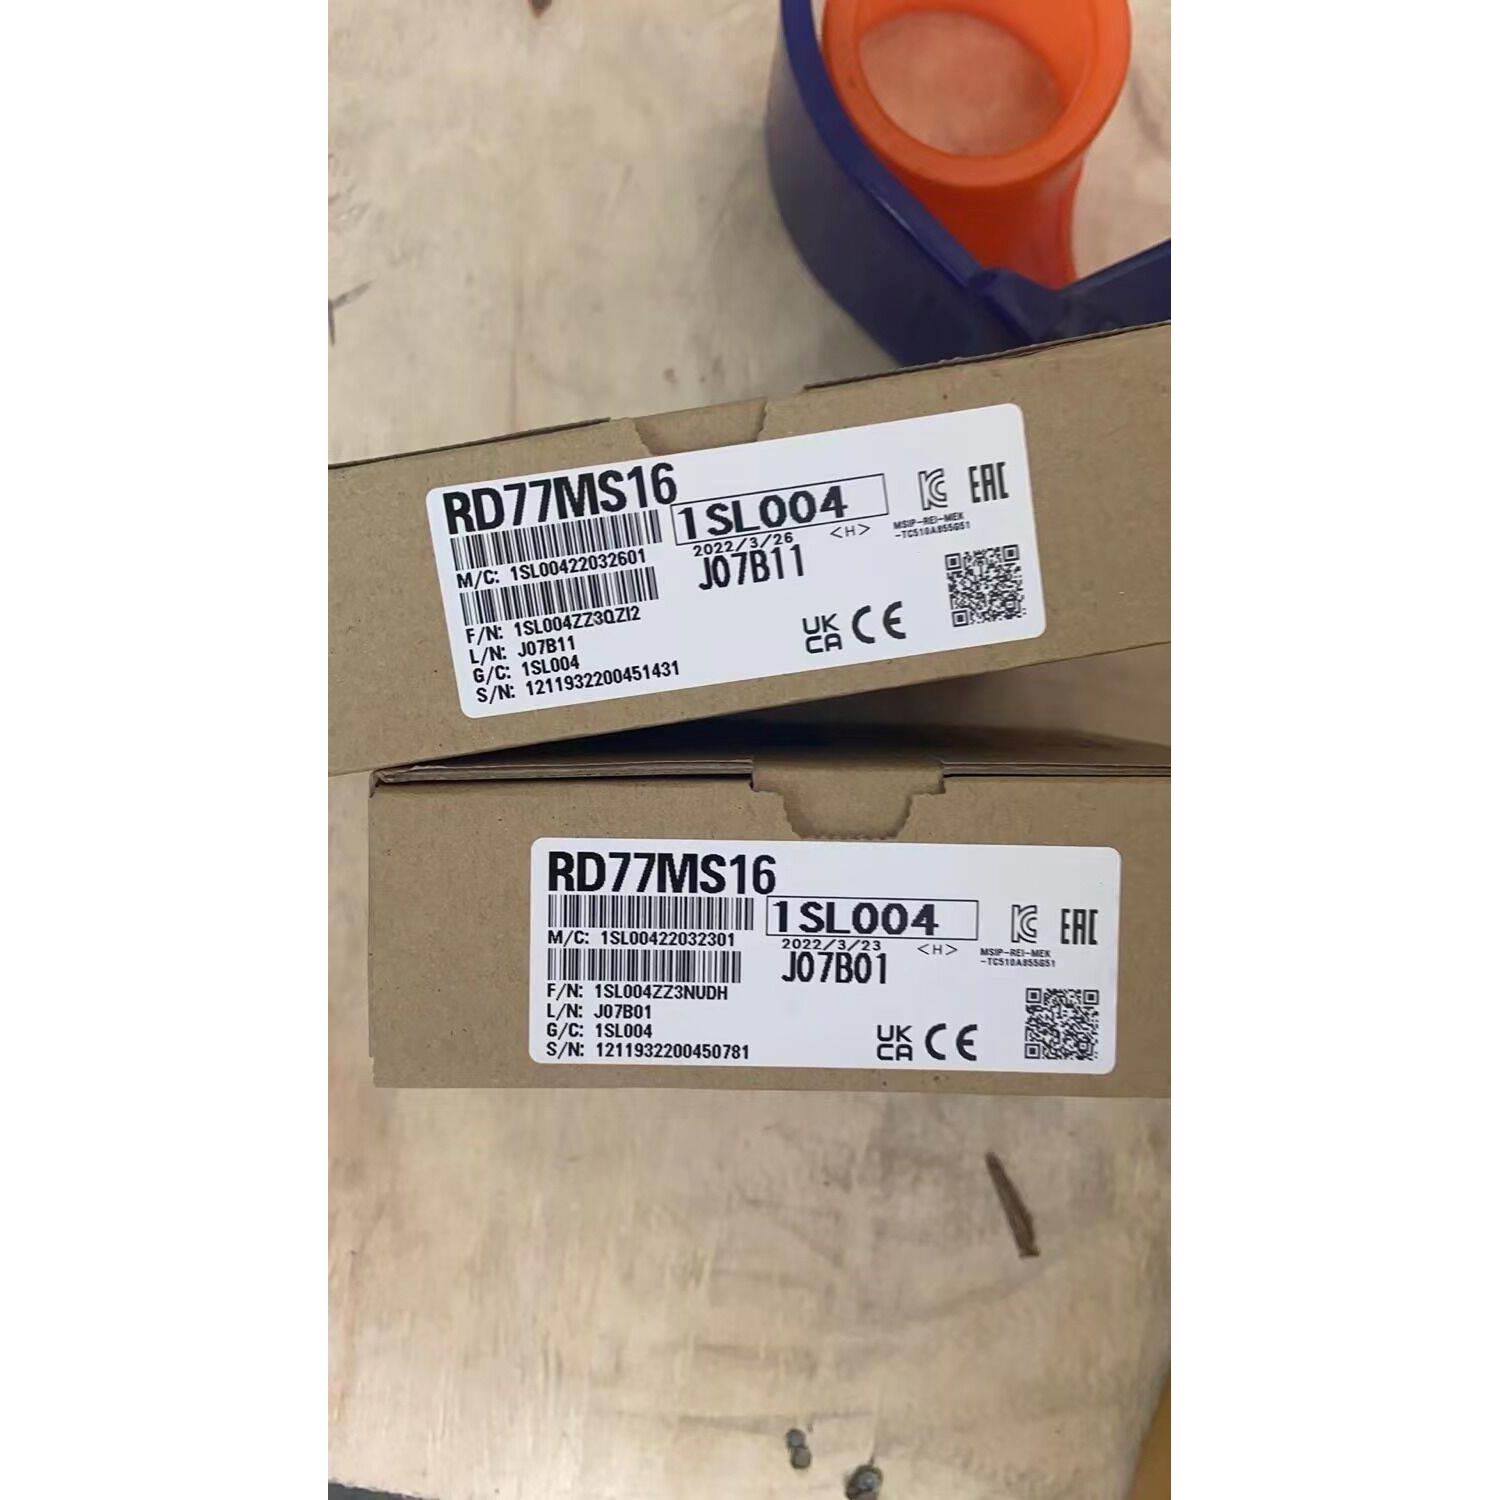 RD77MS16
1SL004
2022/3/26 <H>
J07B11
MSIP-REI-MEK
-TC510A855G51
EAC
M/C: 1SL00422032601
F/N: 1SL004ZZ3QZI2
L/N: J07B11
G/C: 1SL004
S/N: 1211932200451431
UK
CA
CE
RD77MS16
1SL004
2022/3/23 <H>
J07B01
MSIP-REI-MEK
-TC510A855G51
EAC
M/C: 1SL00422032301
F/N: 1SL004ZZ3NUDH
L/N: J07B01
G/C: 1SL004
S/N: 1211932200450781
UK
CA
CE